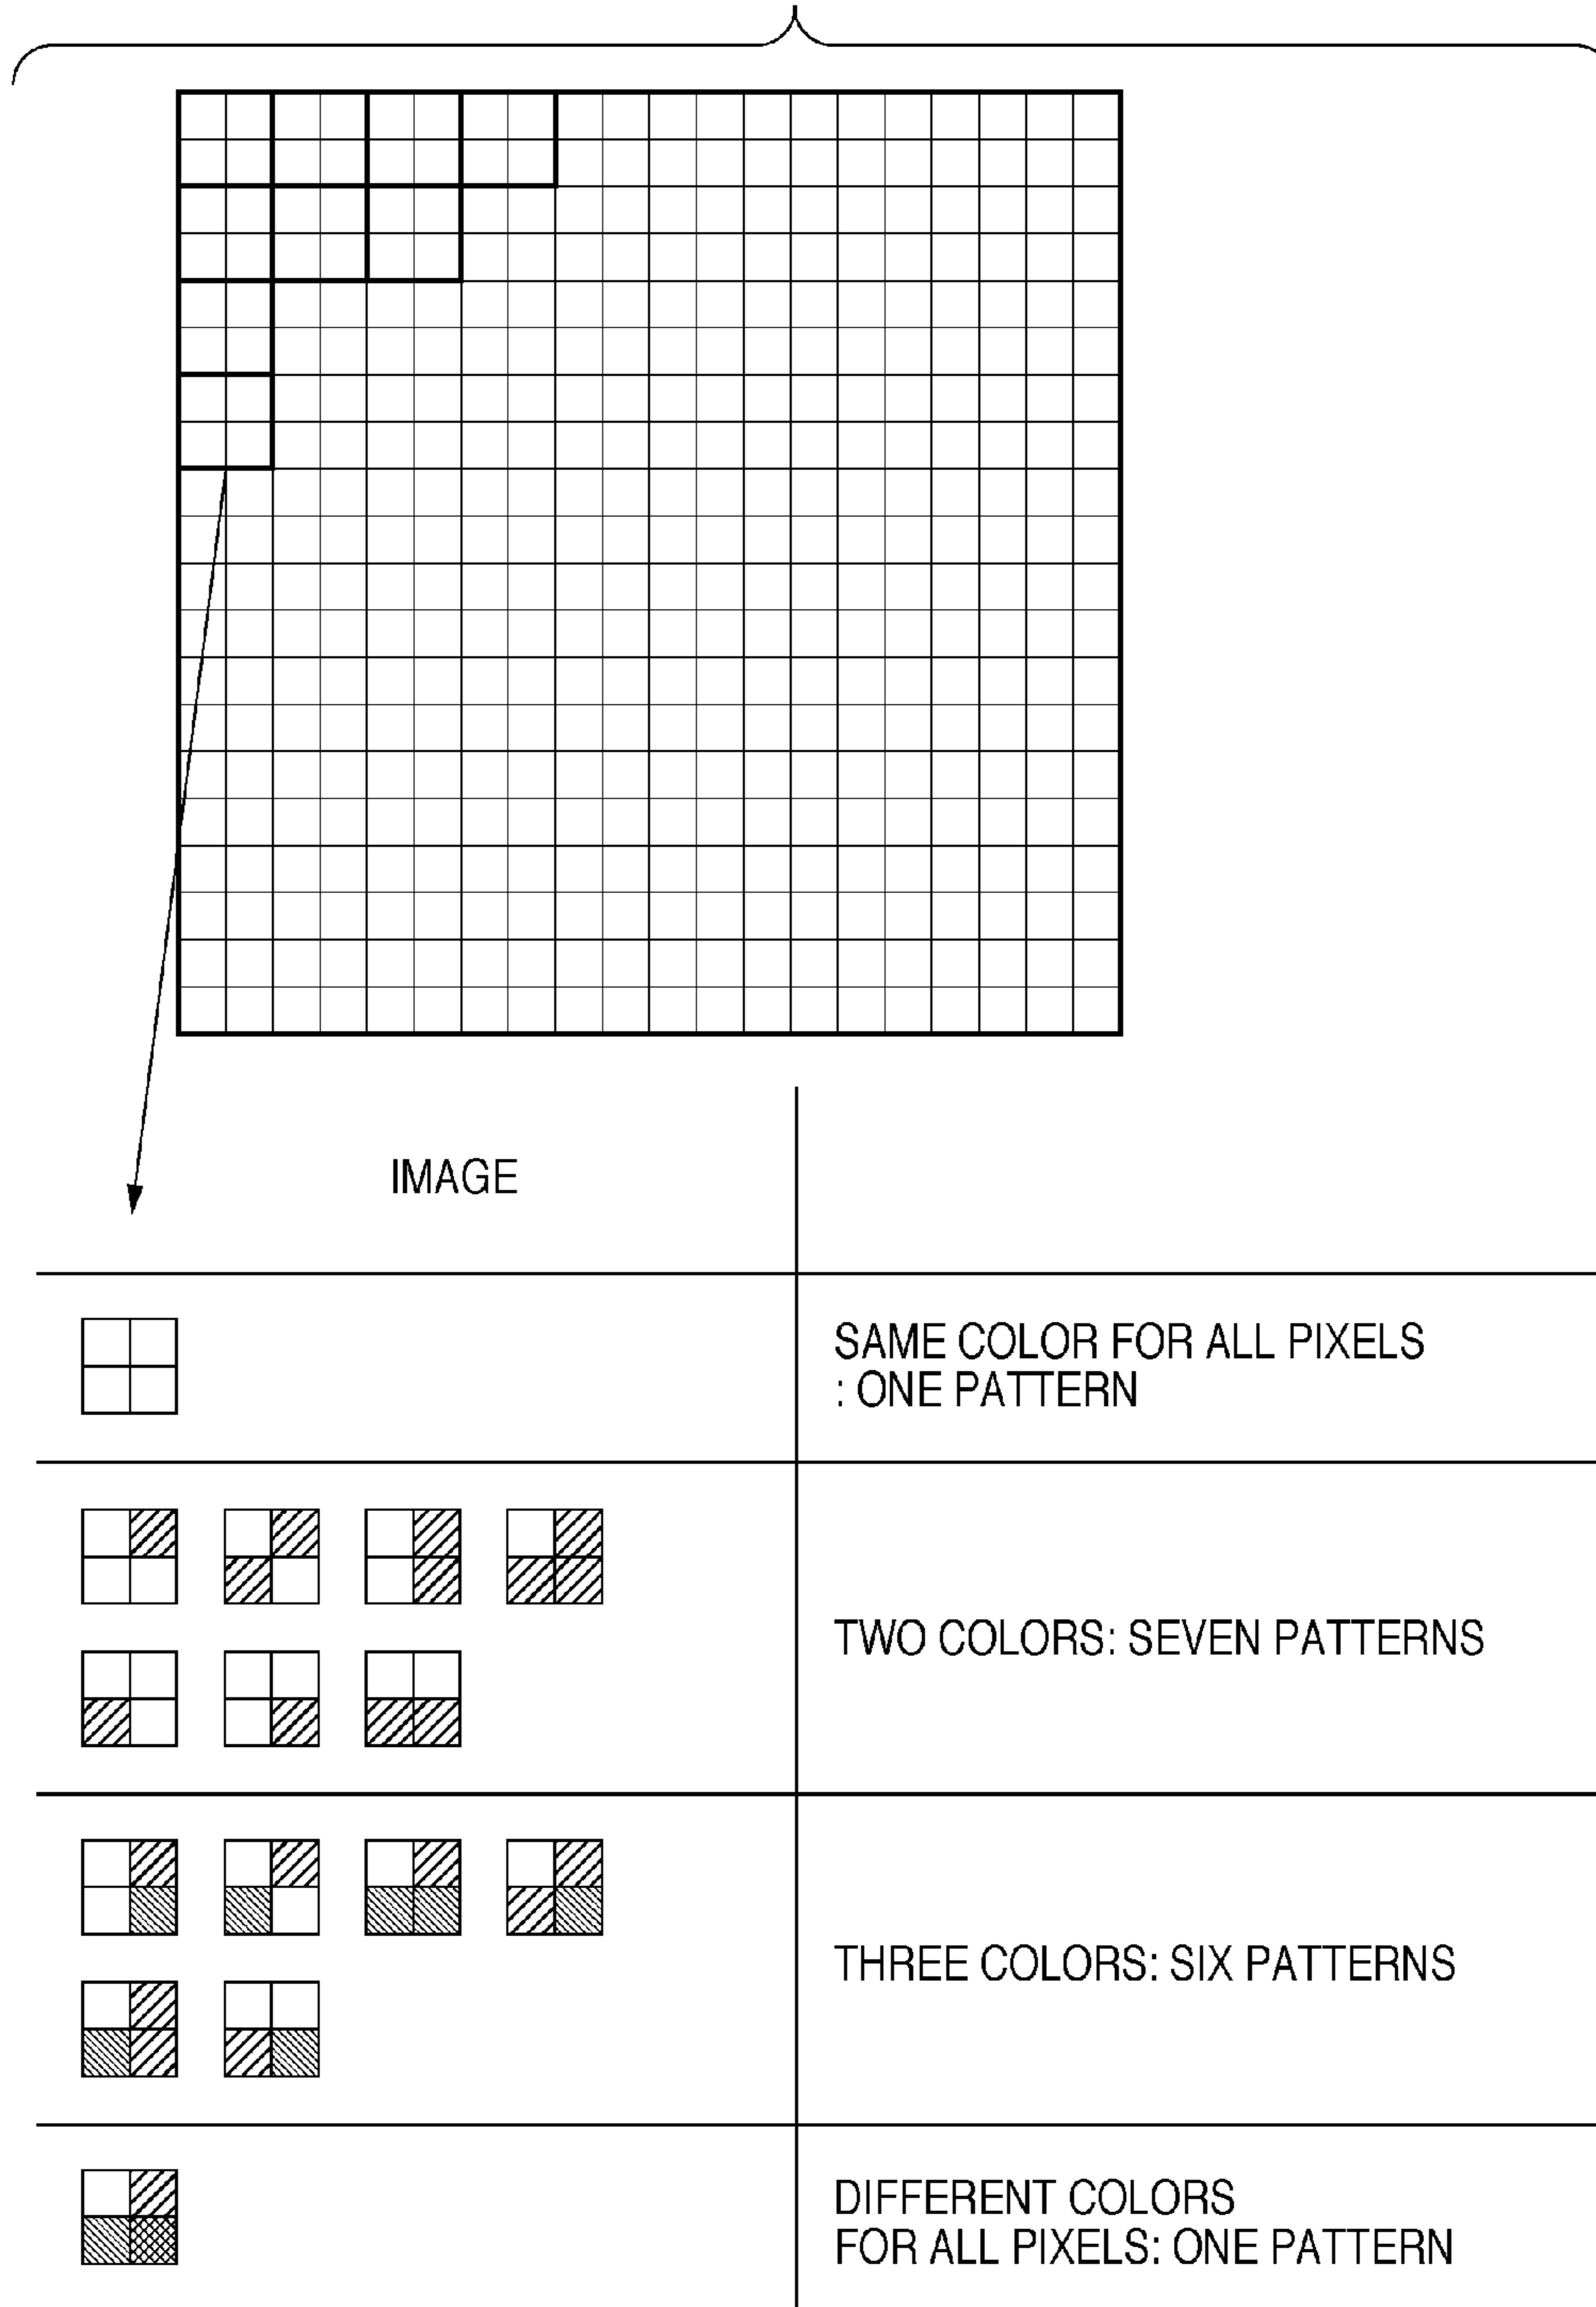 IMAGE
SAME COLOR FOR ALL PIXELS
: ONE PATTERN
TWO COLORS: SEVEN PATTERNS
THREE COLORS: SIX PATTERNS
DIFFERENT COLORS
FOR ALL PIXELS: ONE PATTERN